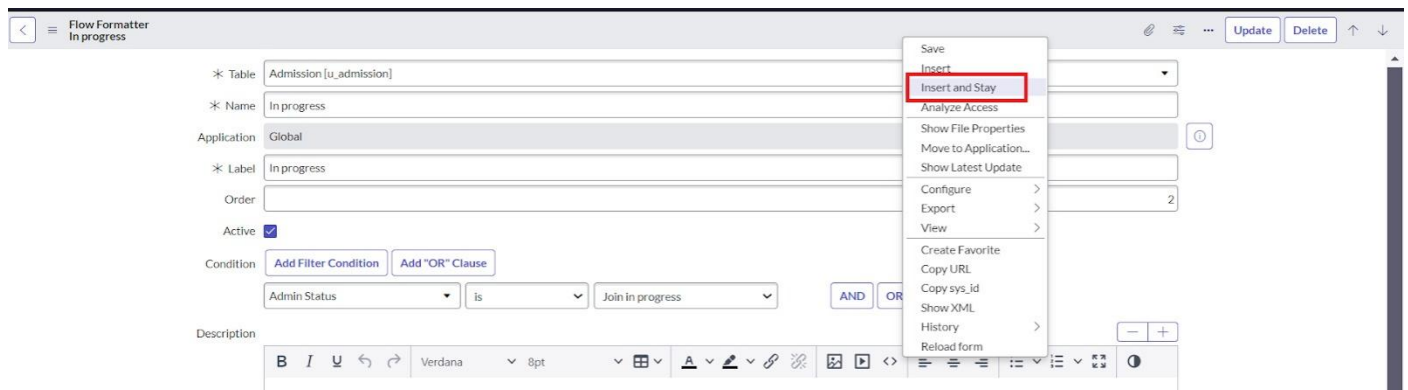 Flow Formatter
In progress
... Update Delete
Table Admission [u_admission]
Name In progress
Application Global
Label In progress
Order 2
Active
Condition Add Filter Condition Add "OR" Clause
Admin Status is Join in progress AND OR
Description
B I U Verdana 8pt A
Save
Insert
Insert and Stay
Analyze Access
Show File Properties
Move to Application...
Show Latest Update
Configure
Export
View
Create Favorite
Copy URL
Copy sys_id
Show XML
History
Reload form